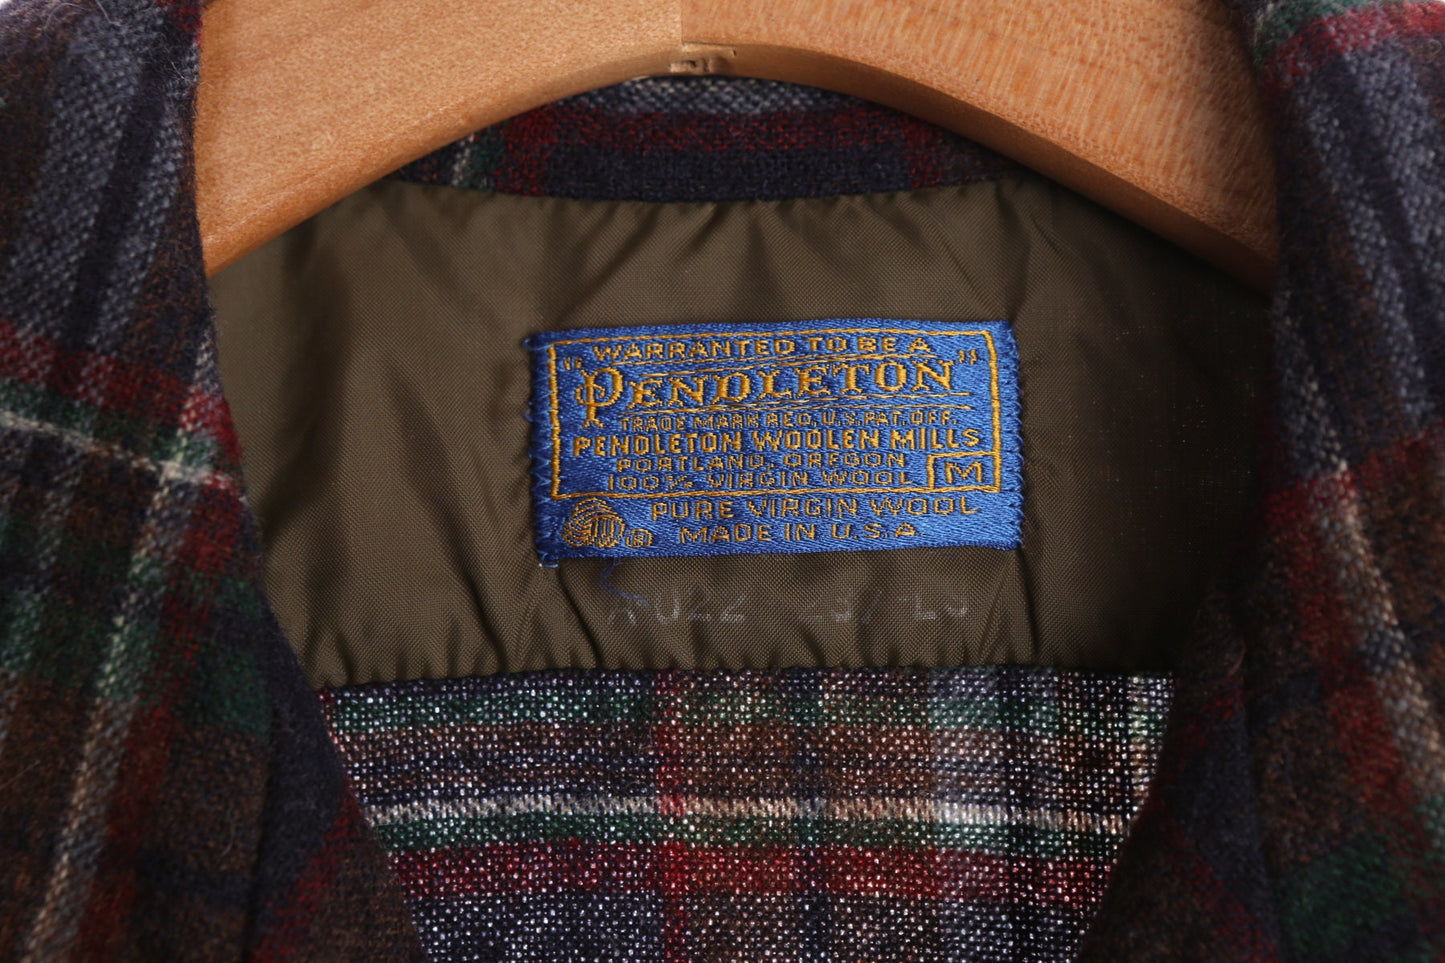 WARRANTED TO BE A
"PENDLETON"
TRADE MARK REG. U.S. PAT. OFF.
PENDLETON WOOLEN MILLS
PORTLAND, OREGON
100% VIRGIN WOOL M
PURE VIRGIN WOOL
MADE IN U.S.A